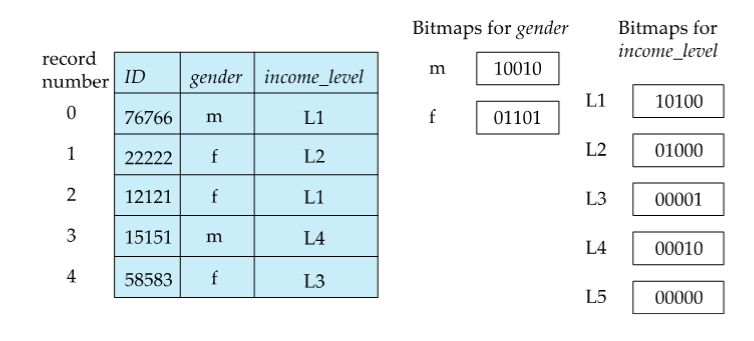 record number ID gender income_level
0 76766 m L1
1 22222 f L2
2 12121 f L1
3 15151 m L4
4 58583 f L3
Bitmaps for gender
m 10010
f 01101
Bitmaps for
income_level
L1 10100
L2 01000
L3 00001
L4 00010
L5 00000